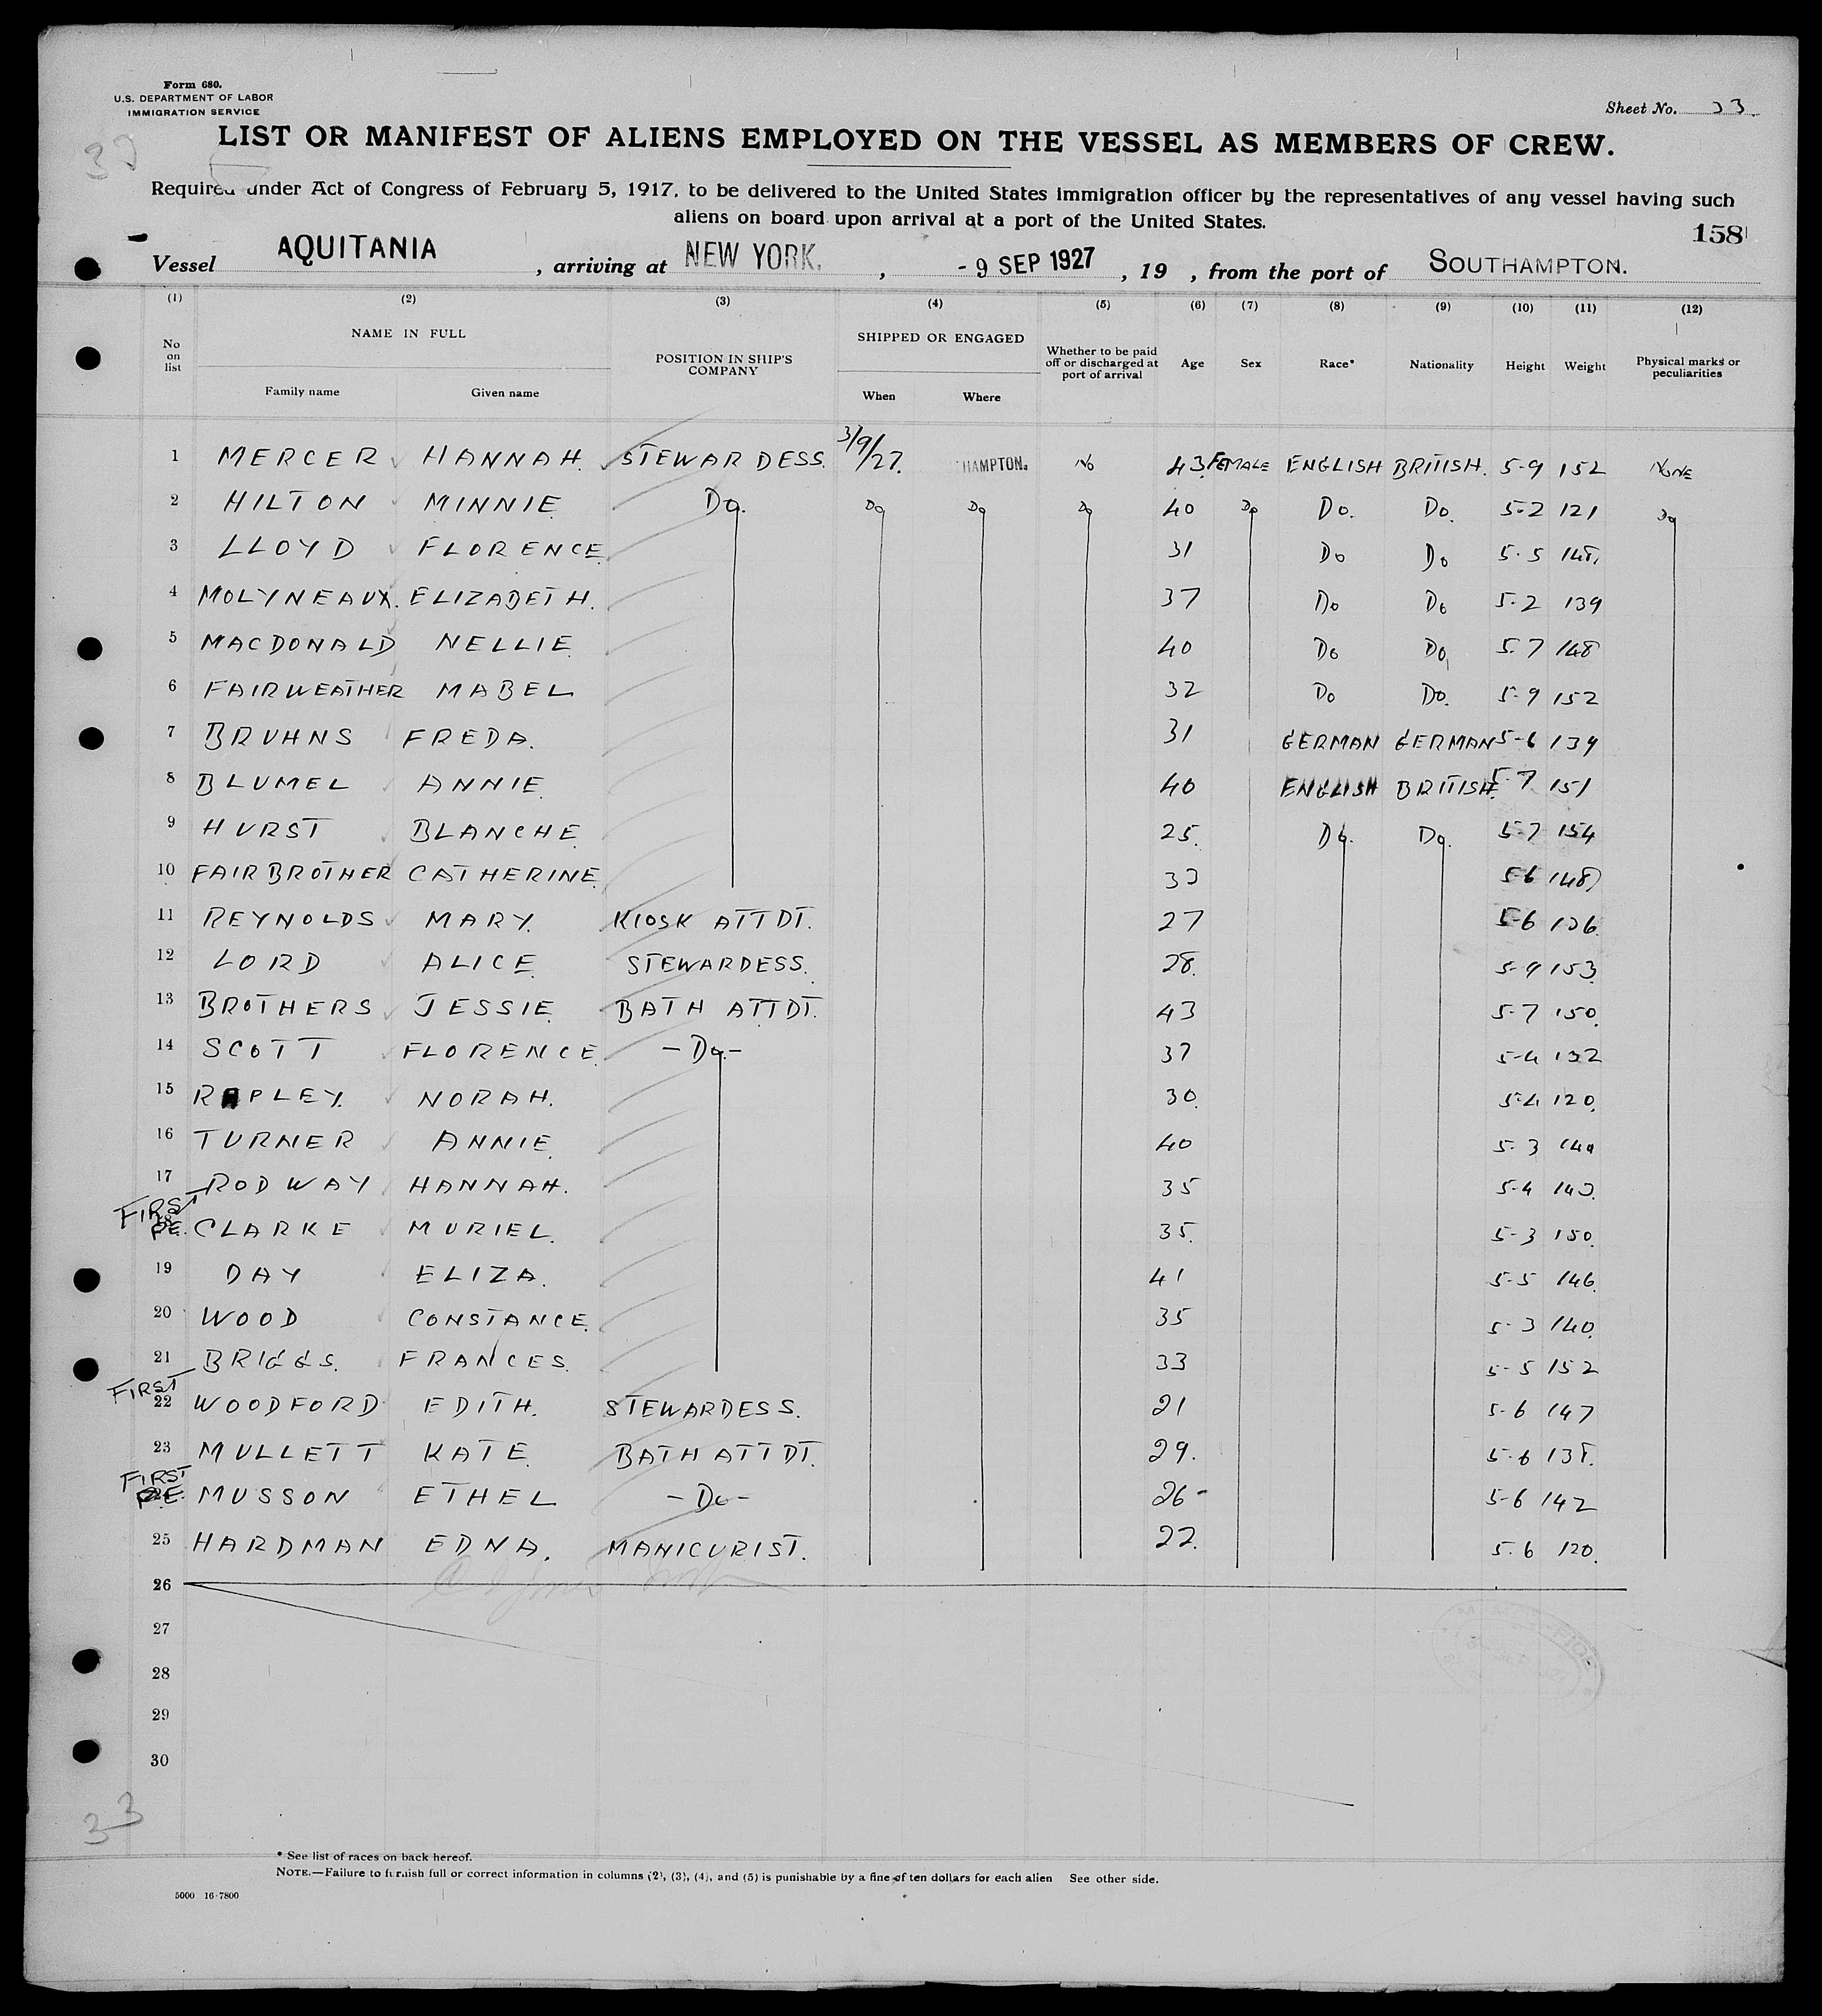 Form 680.
U.S. DEPARTMENT OF LABOR
IMMIGRATION SERVICE
Sheet No. 33
LIST OR MANIFEST OF ALIENS EMPLOYED ON THE VESSEL AS MEMBERS OF CREW.
Required under Act of Congress of February 5, 1917, to be delivered to the United States immigration officer by the representatives of any vessel having such
aliens on board upon arrival at a port of the United States.
158
Vessel AQUITANIA, arriving at NEW YORK., - 9 SEP 1927, 19 , from the port of SOUTHAMPTON.
(1) (2) (3) (4) (5) (6) (7) (8) (9) (10) (11) (12)
No on list NAME IN FULL Family name Given name POSITION IN SHIP'S COMPANY SHIPPED OR ENGAGED When Where Whether to be paid off or discharged at port of arrival Age Sex Race* Nationality Height Weight Physical marks or peculiarities
1 MERCER HANNAH. STEWARDESS. 3/9/27. HAMPTON. No 43 FEMALE ENGLISH BRITISH. 5-9 152 NONE
2 HILTON MINNIE Do. Do Do Do 40 Do Do. Do. 5-2 121 Do
3 LLOYD FLORENCE 31 Do Do 5.5
4 MOLYNEAUX. ELIZABETH. 37 Do Do 5.2 139
5 MACDONALD NELLIE 40 Do Do 5.7 148
6 FAIRWEATHER MABEL 32 Do Do. 5-9 152
7 BRUHNS FREDA. 31 GERMAN GERMAN 5-6 139
8 BLUMEL ANNIE. 40 ENGLISH BRITISH. 5-7 151
9 HURST BLANCHE 25. Do. Do. 5-7 154
10 FAIRBROTHER CATHERINE. 33 5-6 148
11 REYNOLDS MARY. KIOSK ATTDT. 27 5-6 136
12 LORD ALICE. STEWARDESS. 28. 5-9 153
13 BROTHERS JESSIE BATH ATTDT. 43 5-7 150.
14 SCOTT FLORENCE - Do. - 37 5-4 132
15 NORAH. 30. 5-4 120.
16 TURNER ANNIE. 40 5-3 140
17 RODWAY HANNAH. 35 5-4 143.
FIRST
CLARKE MURIEL. 35. 5-3 150.
19 DAY ELIZA. 41 5-5 146
20 WOOD CONSTANCE. 35 5-3 140.
21 BRIGGS. FRANCES. 33 5-5 152
FIRST
22 WOODFORD EDITH. STEWARDESS. 21 5-6 147
23 MULLETT KATE BATH ATTDT. 29. 5-6
FIRST
MUSSON ETHEL - Do - 26 - 5-6 142
25 HARDMAN EDNA. MANICURIST. 22. 5.6 120.
26
27
28
29
30
33
* See list of races on back hereof.
NOTE.—Failure to furnish full or correct information in columns (2), (3), (4), and (5) is punishable by a fine of ten dollars for each alien See other side.
5000 16-7800